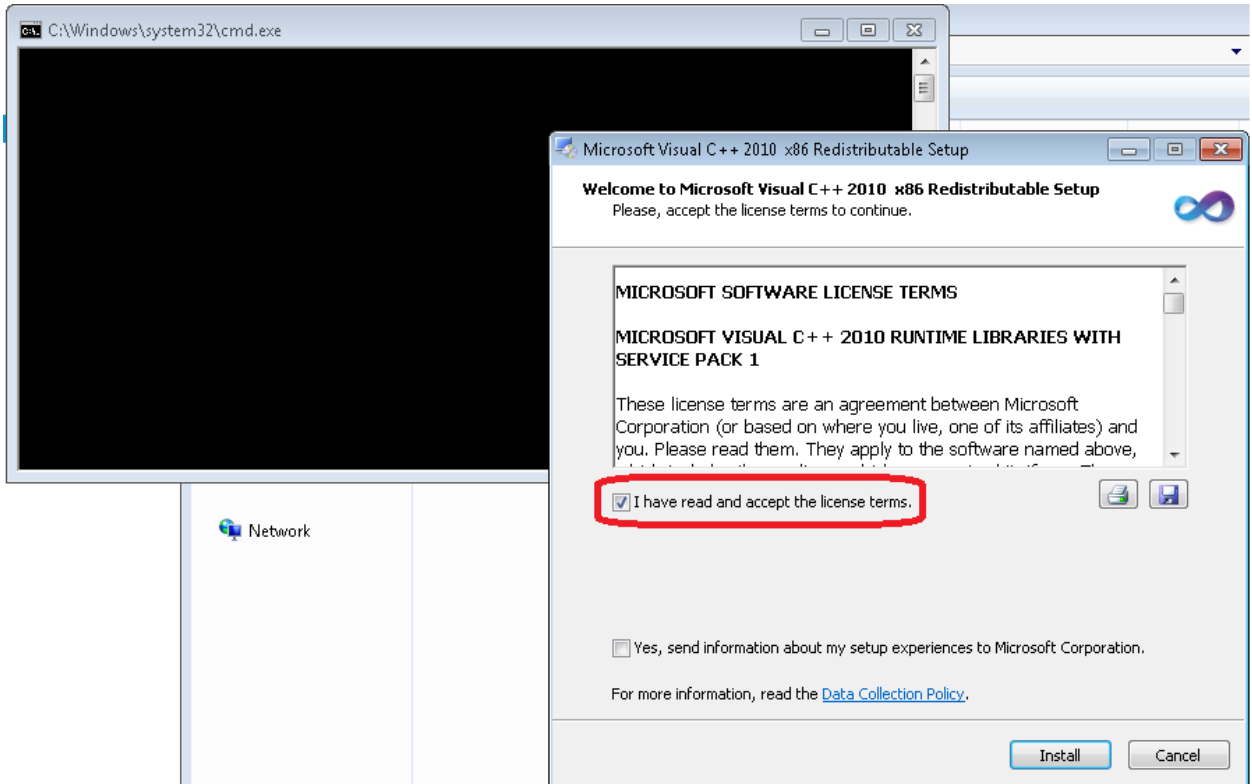 C:\Windows\system32\cmd.exe
Microsoft Visual C++ 2010 x86 Redistributable Setup
Welcome to Microsoft Visual C++ 2010 x86 Redistributable Setup
Please, accept the license terms to continue.
MICROSOFT SOFTWARE LICENSE TERMS
MICROSOFT VISUAL C++ 2010 RUNTIME LIBRARIES WITH
SERVICE PACK 1
These license terms are an agreement between Microsoft
Corporation (or based on where you live, one of its affiliates) and
you. Please read them. They apply to the software named above,
I have read and accept the license terms.
Network
Yes, send information about my setup experiences to Microsoft Corporation.
For more information, read the Data Collection Policy.
Install
Cancel